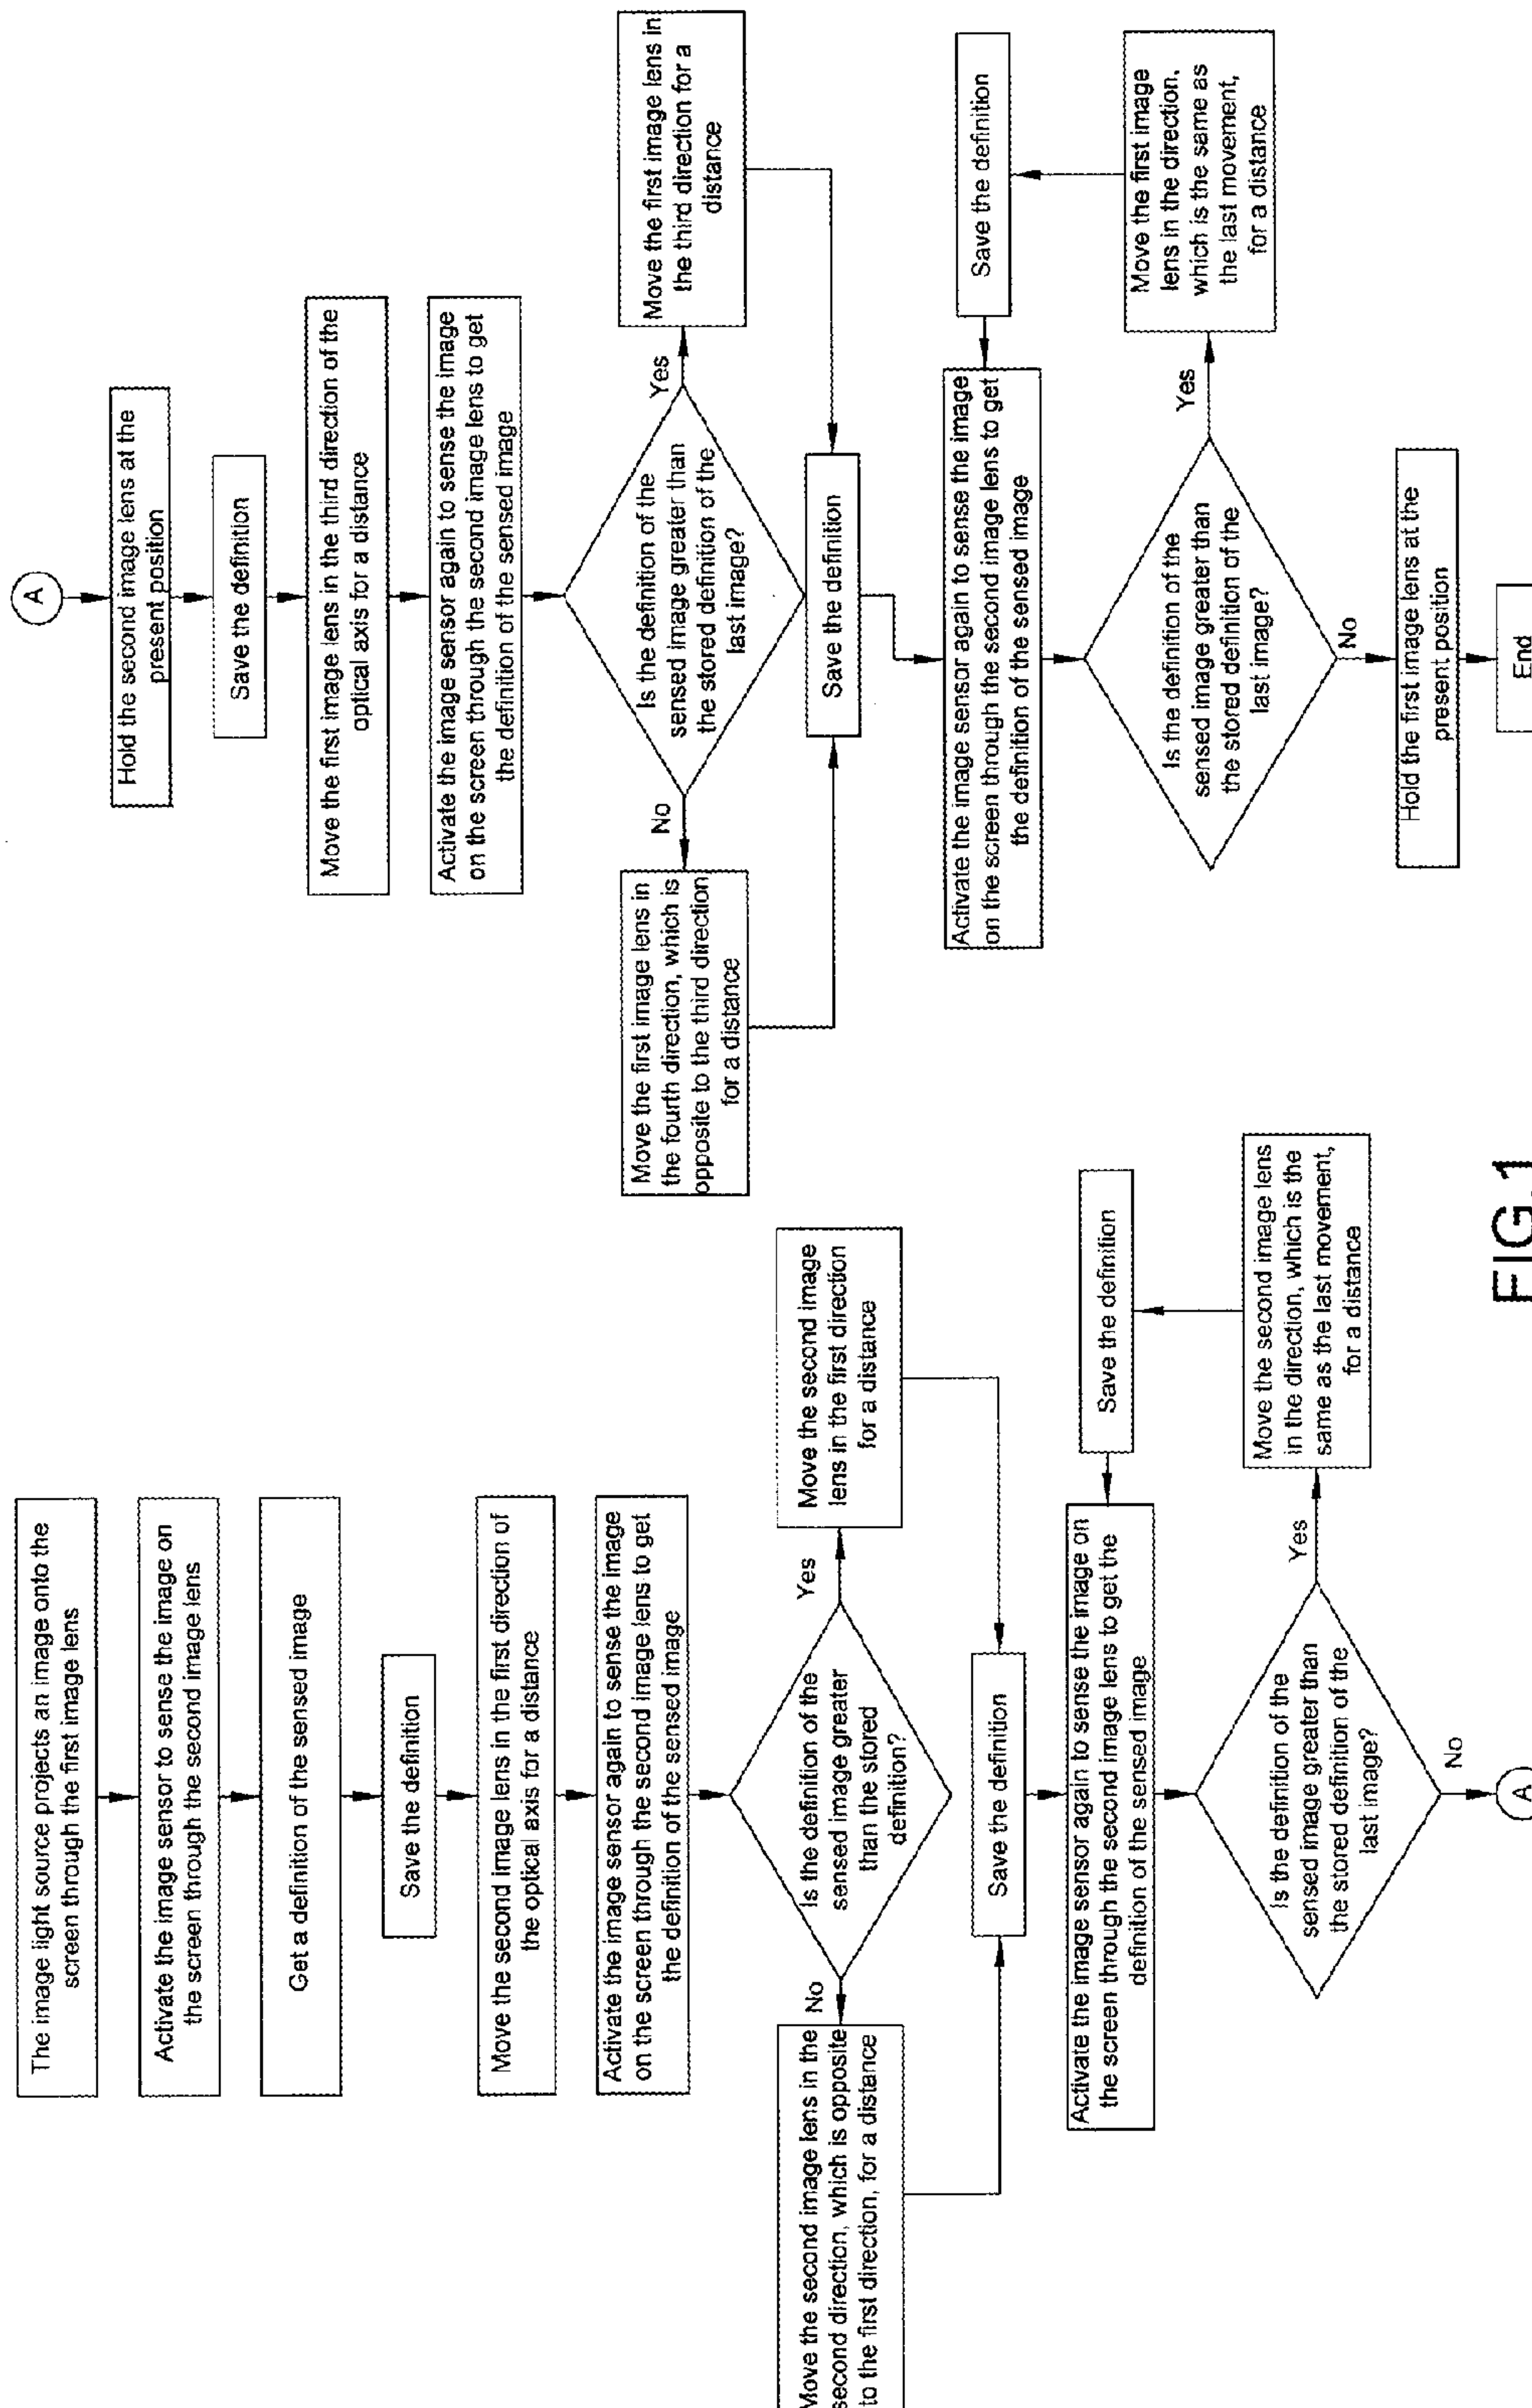 The image light source projects an image onto the
screen through the first image lens
Activate the image sensor to sense the image on
the screen through the second image lens
Get a definition of the sensed image
Save the definition
Move the second image lens in the first direction of
the optical axis for a distance
Activate the image sensor again to sense the image
on the screen through the second image lens to get
the definition of the sensed image
Is the definition of the
sensed image greater
than the stored
definition?
Yes
Move the second image
lens in the first direction
for a distance
No
Move the second image lens in the
second direction, which is opposite
to the first direction, for a distance
Save the definition
Activate the image sensor again to sense the image on
the screen through the second image lens to get the
definition of the sensed image
Save the definition
Is the definition of the
sensed image greater than
the stored definition of the
last image?
Yes
Move the second image lens
in the direction, which is the
same as the last movement,
for a distance
No
A
A
Hold the second image lens at the
present position
Save the definition
Move the first image lens in the third direction of the
optical axis for a distance
Activate the image sensor again to sense the image
on the screen through the second image lens to get
the definition of the sensed image
Is the definition of the
sensed image greater than
the stored definition of the
last image?
Yes
Move the first image lens in
the third direction for a
distance
No
Move the first image lens in
the fourth direction, which is
opposite to the third direction
for a distance
Save the definition
Activate the image sensor again to sense the image
on the screen through the second image lens to get
the definition of the sensed image
Save the definition
Is the definition of the
sensed image greater than
the stored definition of the
last image?
Yes
Move the first image
lens in the direction,
which is the same as
the last movement,
for a distance
No
Hold the first image lens at the
present position
End
FIG.1